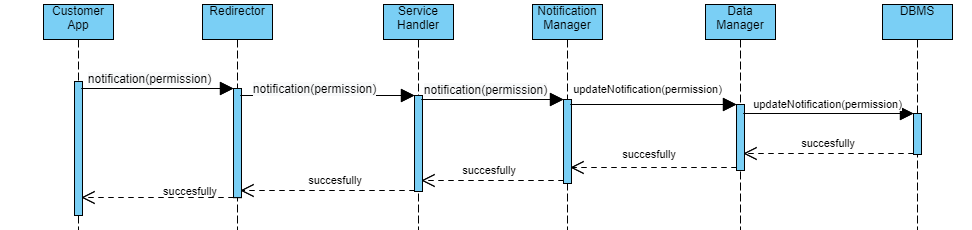 Customer
App
Redirector
Service
Handler
Notification
Manager
Data
Manager
DBMS
notification(permission)
notification(permission)
notification(permission)
updateNotification(permission)
updateNotification(permission)
succesfully
succesfully
succesfully
succesfully
succesfully